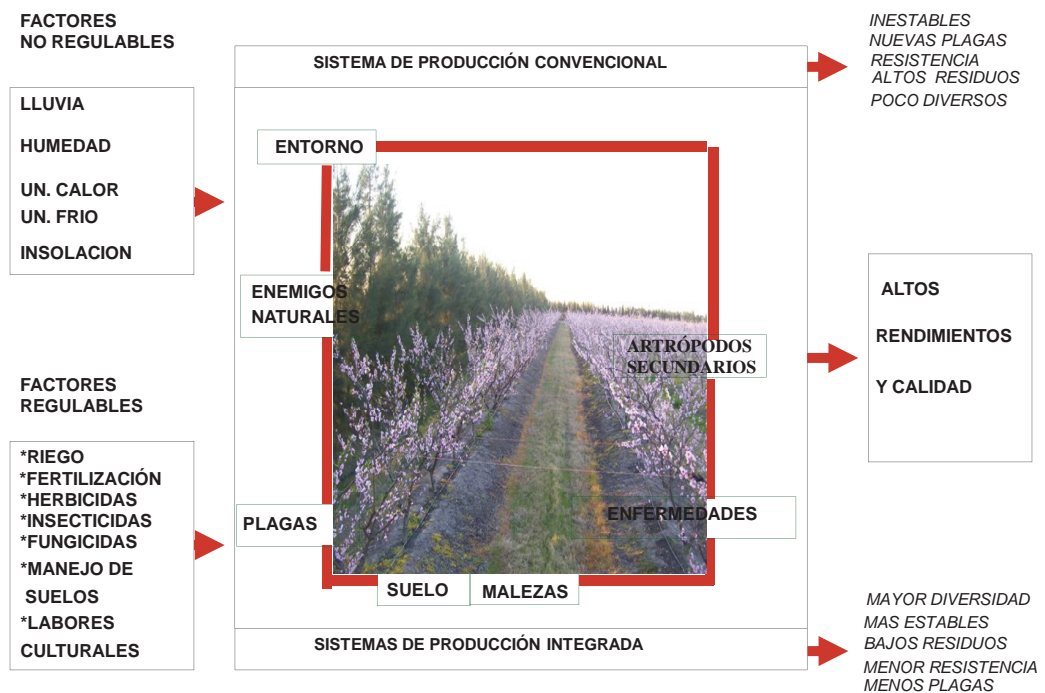 FACTORES
NO REGULABLES
LLUVIA
HUMEDAD
UN. CALOR
UN. FRIO
INSOLACION
FACTORES
REGULABLES
*RIEGO
*FERTILIZACIÓN
*HERBICIDAS
*INSECTICIDAS
*FUNGICIDAS
*MANEJO DE
SUELOS
*LABORES
CULTURALES
SISTEMA DE PRODUCCIÓN CONVENCIONAL
ENTORNO
ENEMIGOS
NATURALES
ARTRÓPODOS
SECUNDARIOS
PLAGAS
ENFERMEDADES
SUELO
MALEZAS
SISTEMAS DE PRODUCCIÓN INTEGRADA
INESTABLES
NUEVAS PLAGAS
RESISTENCIA
ALTOS RESIDUOS
POCO DIVERSOS
ALTOS
RENDIMIENTOS
Y CALIDAD
MAYOR DIVERSIDAD
MAS ESTABLES
BAJOS RESIDUOS
MENOR RESISTENCIA
MENOS PLAGAS